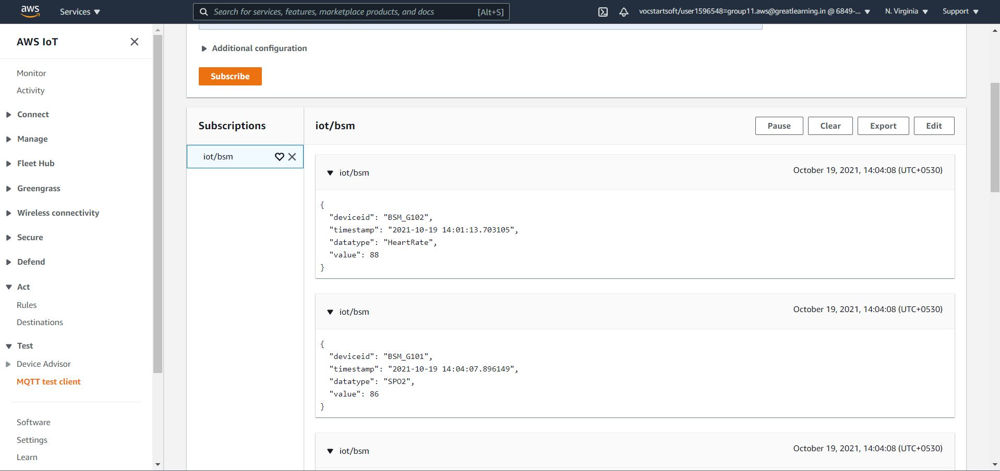 aws
Services
Search for services, features, marketplace products, and docs [Alt+S]
vocstartsoft/user1596548=group11.aws@greatlearning.in @ 6849-...
N. Virginia
Support
AWS IoT
Monitor
Activity
Connect
Manage
Fleet Hub
Greengrass
Wireless connectivity
Secure
Defend
Act
Rules
Destinations
Test
Device Advisor
MQTT test client
Software
Settings
Learn
Additional configuration
Subscribe
Subscriptions
iot/bsm
iot/bsm
Pause
Clear
Export
Edit
iot/bsm
October 19, 2021, 14:04:08 (UTC+0530)
{
"deviceid": "BSM_G102",
"timestamp": "2021-10-19 14:01:13.703105",
"datatype": "HeartRate",
"value": 88
}
iot/bsm
October 19, 2021, 14:04:08 (UTC+0530)
{
"deviceid": "BSM_G101",
"timestamp": "2021-10-19 14:04:07.896149",
"datatype": "SPO2",
"value": 86
}
iot/bsm
October 19, 2021, 14:04:08 (UTC+0530)